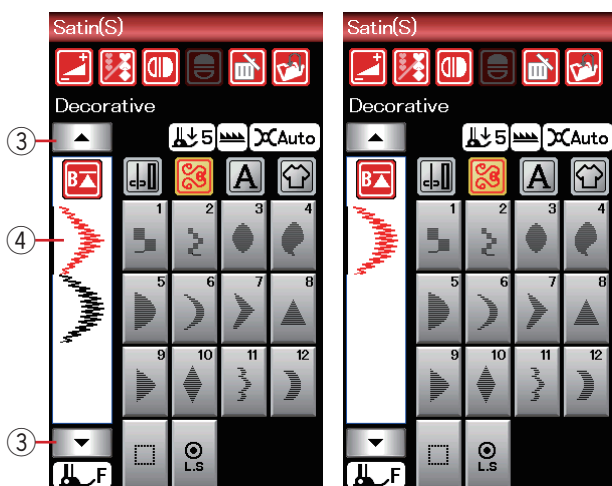 Satin(S)
Decorative
③
5
Auto
B
A
④
1 2 3 4
5 6 7 8
9 10 11 12
③
F
L.S
Satin(S)
Decorative
5
Auto
B
A
1 2 3 4
5 6 7 8
9 10 11 12
F
L.S